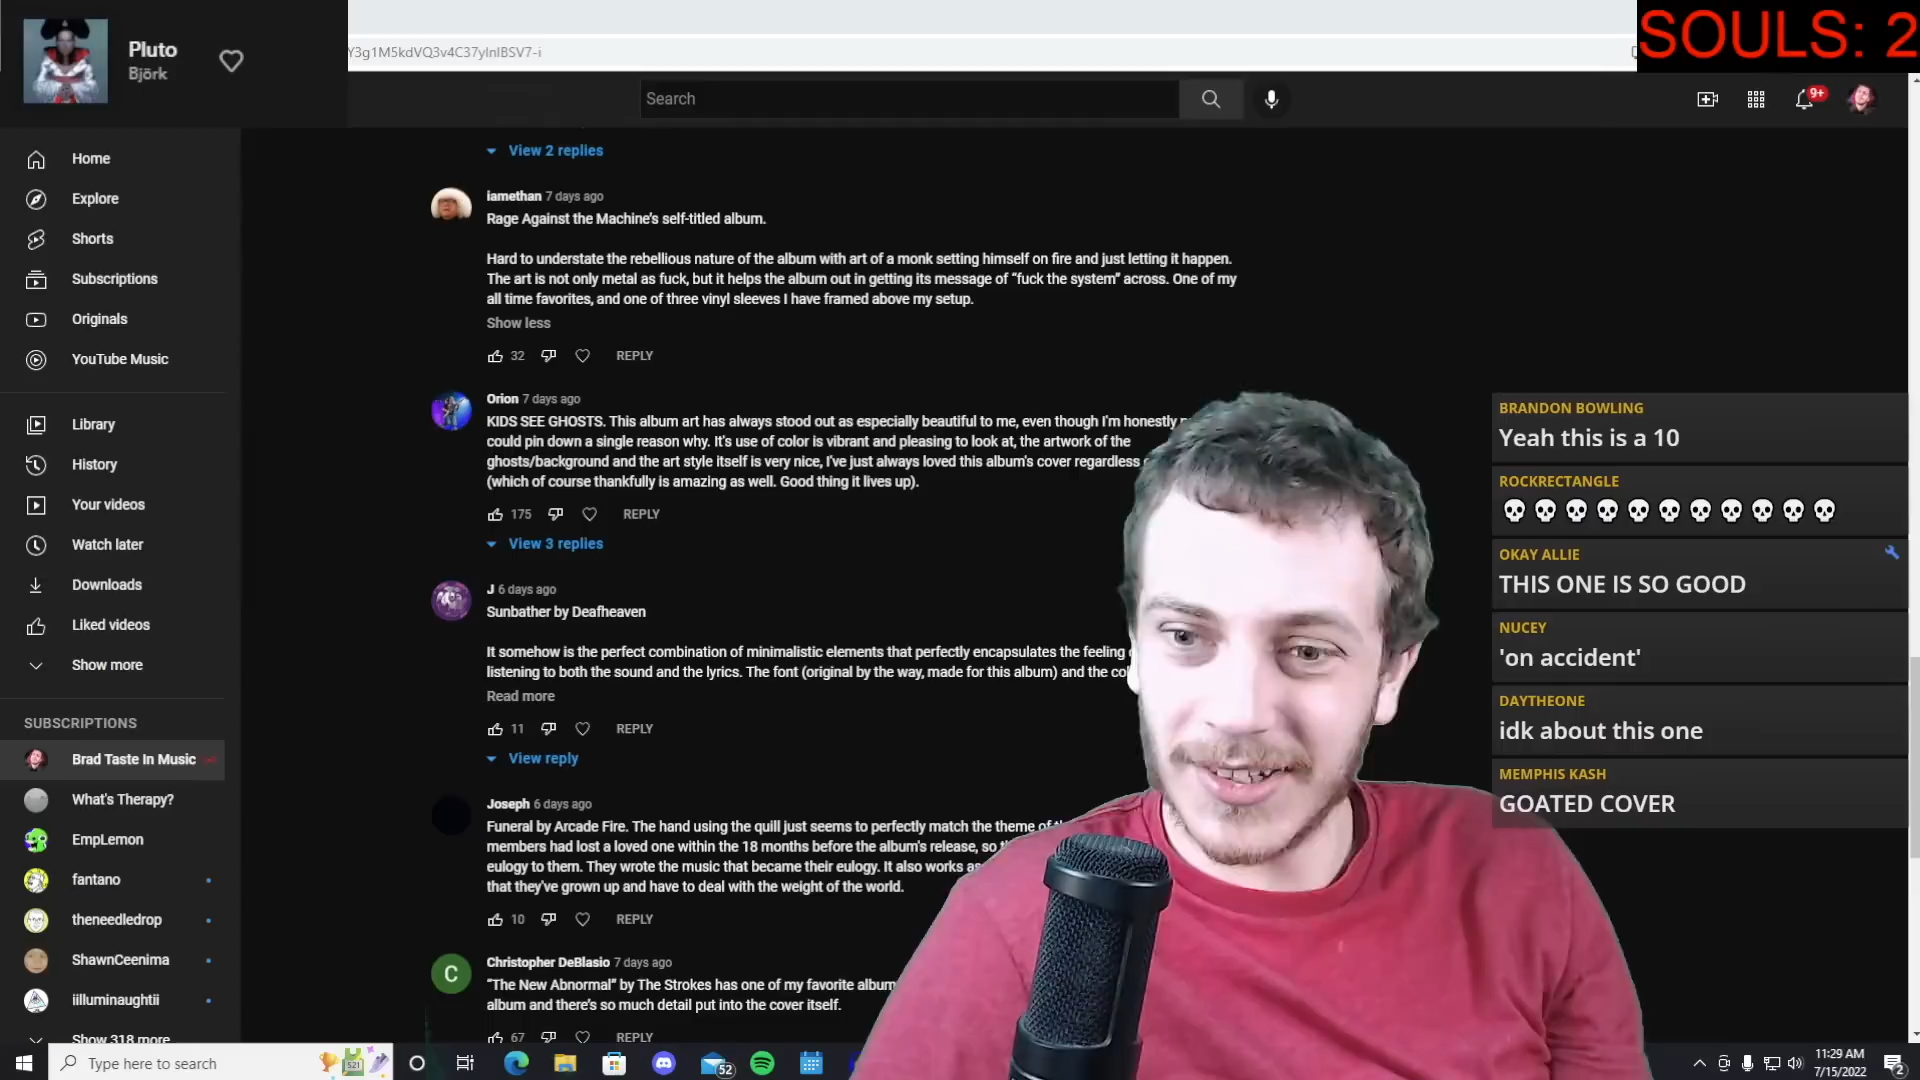 Pluto
Björk
Y3g1M5kdVQ3v4C37ylnIBSV7-i
SOULS: 2
Search
9+
Home
Explore
Shorts
Subscriptions
Originals
YouTube Music
Library
History
Your videos
Watch later
Downloads
Liked videos
Show more
SUBSCRIPTIONS
Brad Taste In Music
What's Therapy?
EmpLemon
fantano
theneedledrop
ShawnCeenima
iilluminaughtii
Show 318 more
View 2 replies
iamethan 7 days ago
Rage Against the Machine's self-titled album.
Hard to understate the rebellious nature of the album with art of a monk setting himself on fire and just letting it happen.
The art is not only metal as fuck, but it helps the album out in getting its message of “fuck the system” across. One of my
all time favorites, and one of three vinyl sleeves I have framed above my setup.
Show less
32 REPLY
Orion 7 days ago
KIDS SEE GHOSTS. This album art has always stood out as especially beautiful to me, even though I'm honestly
could pin down a single reason why. It's use of color is vibrant and pleasing to look at, the artwork of the
ghosts/background and the art style itself is very nice, I've just always loved this album's cover regardless
(which of course thankfully is amazing as well. Good thing it lives up).
175 REPLY
View 3 replies
J 6 days ago
Sunbather by Deafheaven
It somehow is the perfect combination of minimalistic elements that perfectly encapsulates the feeling
listening to both the sound and the lyrics. The font (original by the way, made for this album) and the
Read more
11 REPLY
View reply
Joseph 6 days ago
Funeral by Arcade Fire. The hand using the quill just seems to perfectly match the theme of
members had lost a loved one within the 18 months before the album's release, so
eulogy to them. They wrote the music that became their eulogy. It also works as
that they've grown up and have to deal with the weight of the world.
10 REPLY
C
Christopher DeBlasio 7 days ago
“The New Abnormal” by The Strokes has one of my favorite album
album and there's so much detail put into the cover itself.
67 REPLY
BRANDON BOWLING
Yeah this is a 10
ROCKRECTANGLE
💀💀💀💀💀💀💀💀💀💀💀
OKAY ALLIE
THIS ONE IS SO GOOD
NUCEY
'on accident'
DAYTHEONE
idk about this one
MEMPHIS KASH
GOATED COVER
Type here to search
521
52
11:29 AM
7/15/2022
2